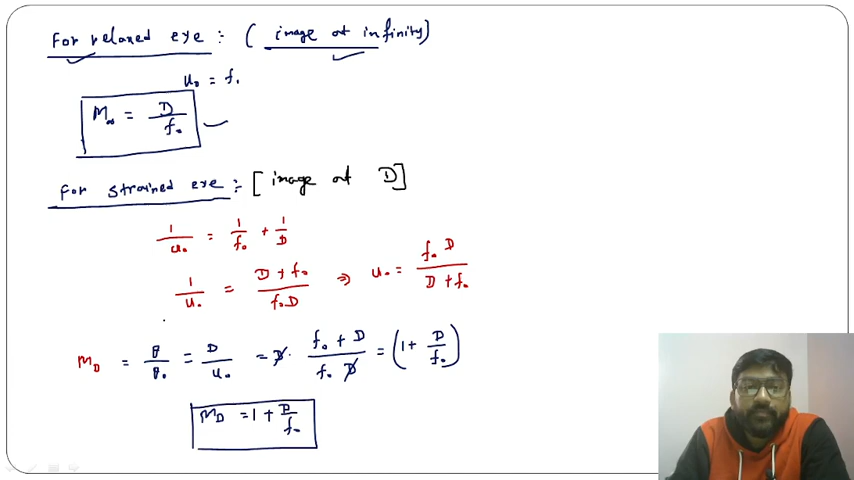 For relaxed eye :- ( image at infinity)
u₀ = f₀
M∞ = D/f₀
For strained eye :- [image at D]
1/u₀ = 1/f₀ + 1/D
1/u₀ = D + f₀/f₀D ⇒ u₀ = f₀ D/D + f₀
M_D = θ/θ₀ = D/u₀ = D · f₀ + D/f₀ D = (1 + D/f₀)
M_D = 1 + D/f₀